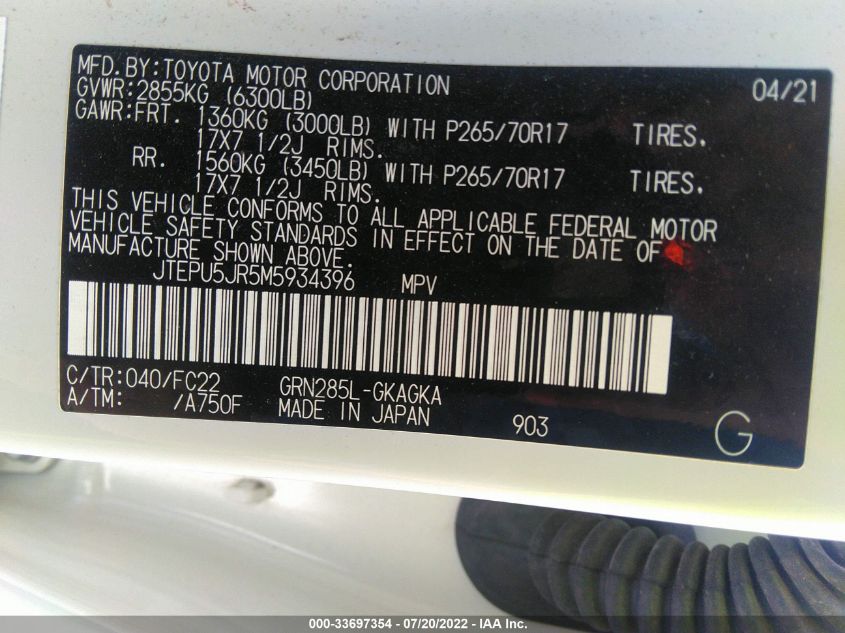 MFD.BY:TOYOTA MOTOR CORPORATION 04/21
GVWR:2855KG (6300LB)
GAWR:FRT. 1360KG (3000LB) WITH P265/70R17 TIRES.
17X7 1/2J RIMS.
RR. 1560KG (3450LB) WITH P265/70R17 TIRES.
17X7 1/2J RIMS.
THIS VEHICLE CONFORMS TO ALL APPLICABLE FEDERAL MOTOR
VEHICLE SAFETY STANDARDS IN EFFECT ON THE DATE OF
MANUFACTURE SHOWN ABOVE.
JTEPU5JR5M5934396 MPV
C/TR:040/FC22 GRN285L-GKAGKA
A/TM: /A750F MADE IN JAPAN 903 G
000-33697354 - 07/20/2022 - IAA Inc.